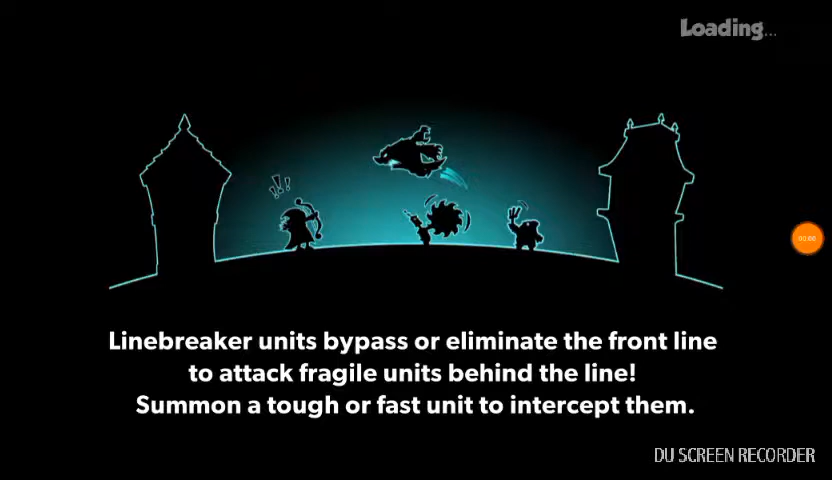 Loading...
!!!
00:00
Linebreaker units bypass or eliminate the front line
to attack fragile units behind the line!
Summon a tough or fast unit to intercept them.
DU SCREEN RECORDER